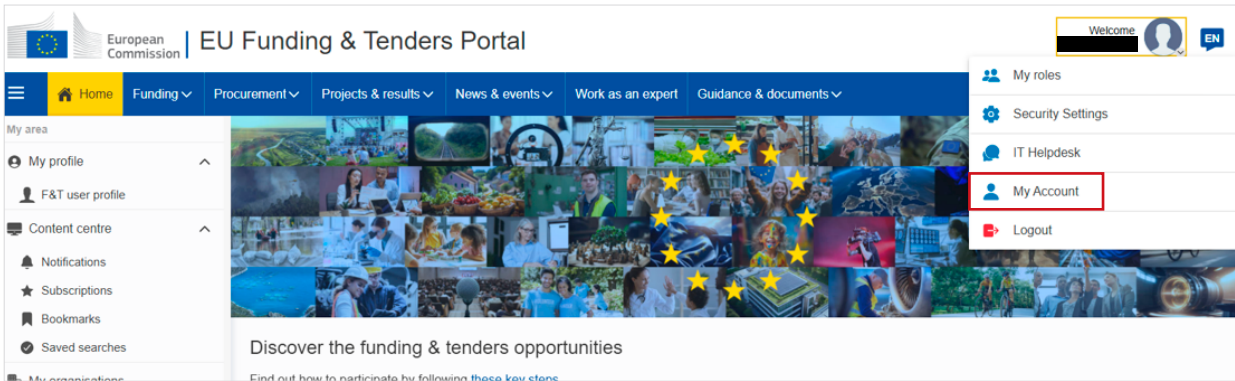 European
Commission
EU Funding & Tenders Portal
Welcome
EN
Home
Funding
Procurement
Projects & results
News & events
Work as an expert
Guidance & documents
My roles
Security Settings
IT Helpdesk
My Account
Logout
My area
My profile
F&T user profile
Content centre
Notifications
Subscriptions
Bookmarks
Saved searches
My organisations
Discover the funding & tenders opportunities
Find out how to participate by following these key steps